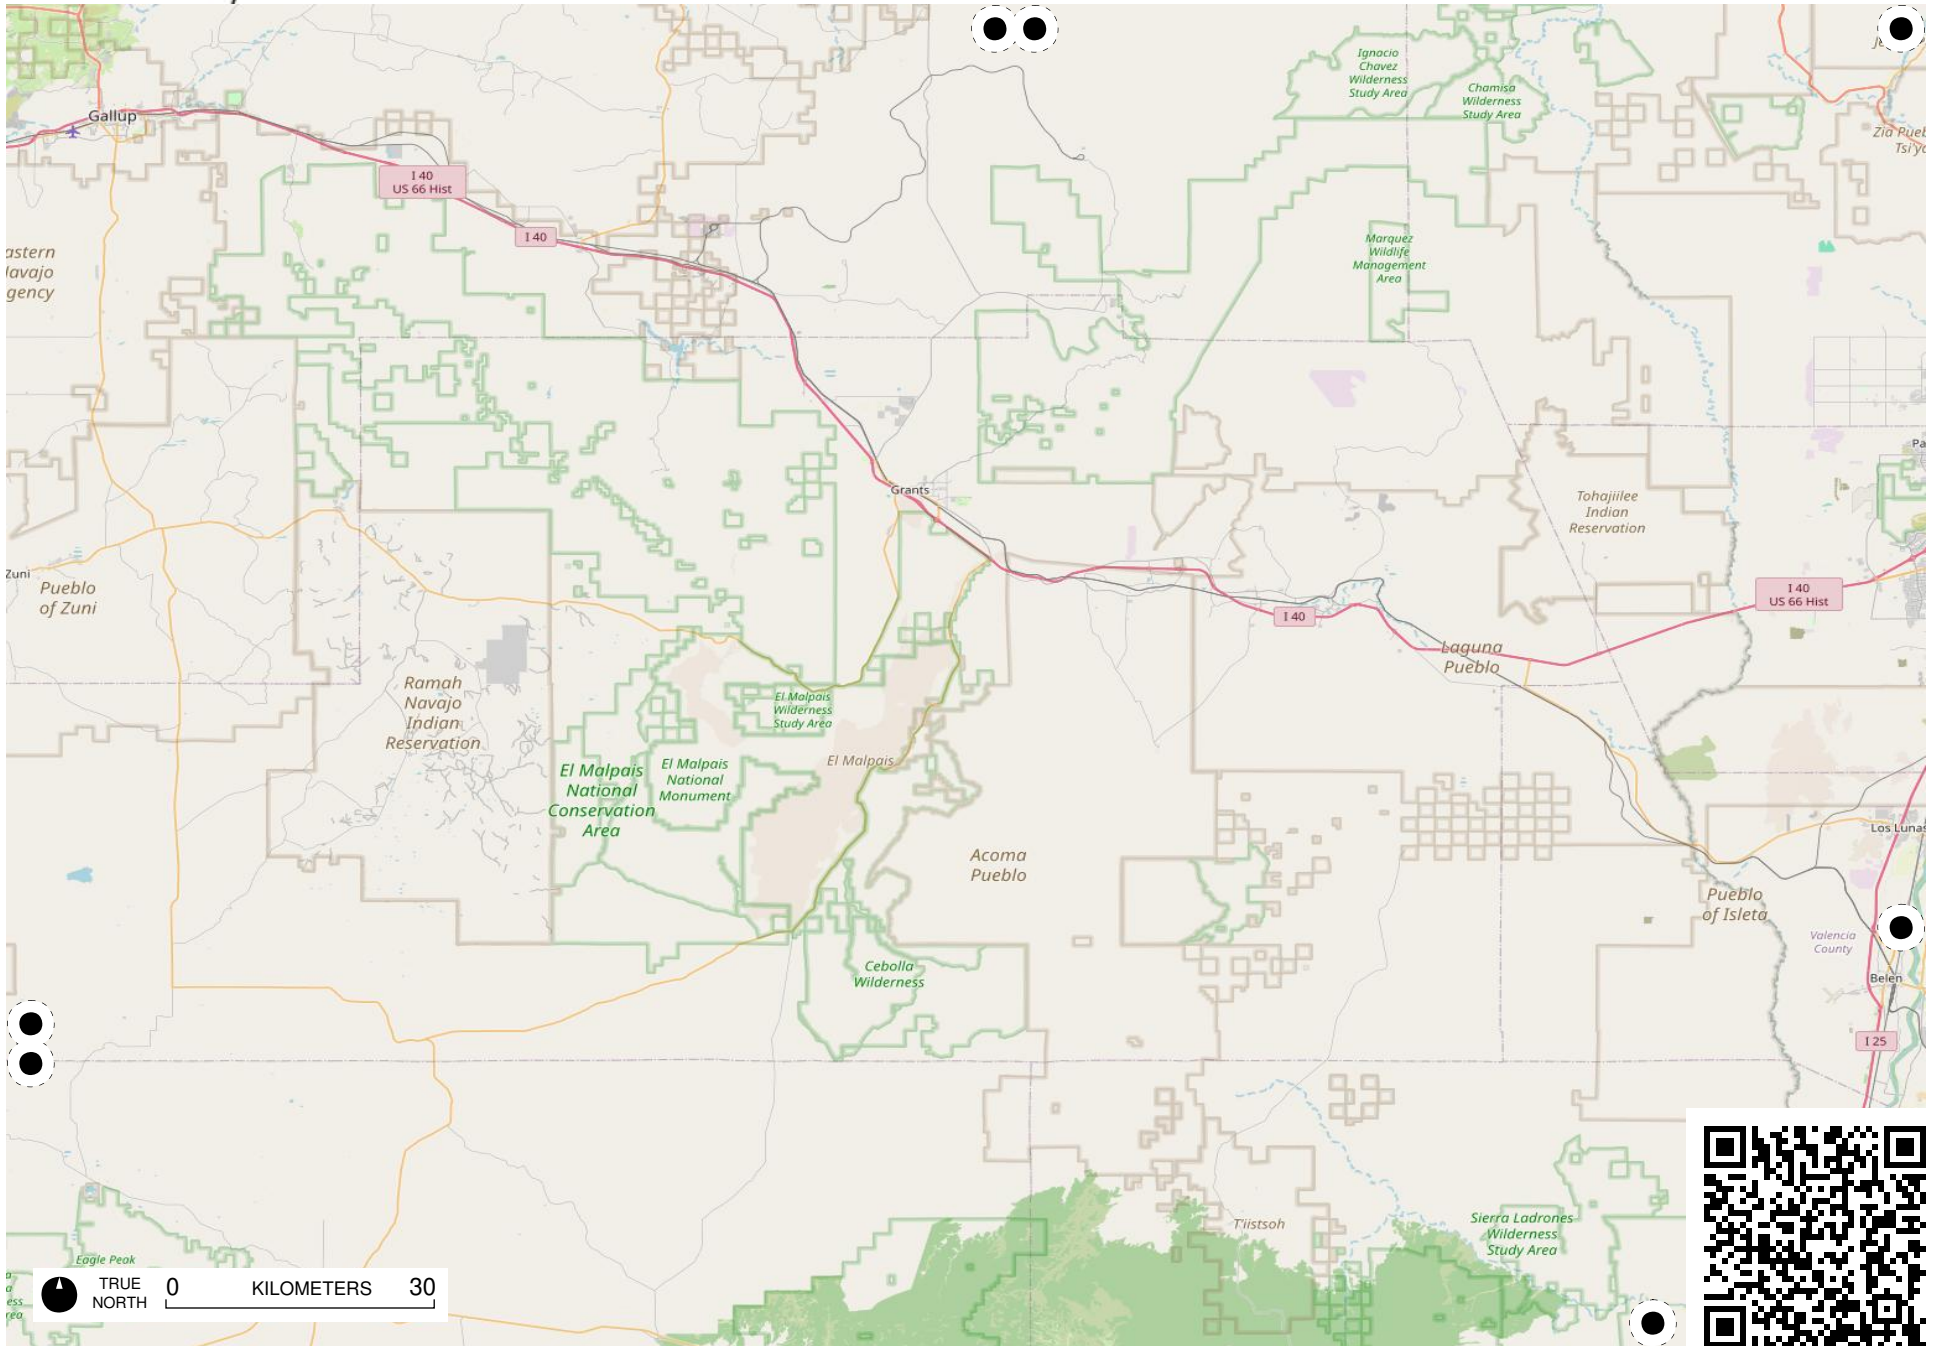 Ignacio
Chavez
Wilderness
Study Area
Chamisa
Wilderness
Study Area
Gallup
I 40
US 66 Hist
I 40
Marquez
Wildlife
Management
Area
Grants
Tohajiilee
Indian
Reservation
Zuni
Pueblo
of Zuni
I 40
I 40
US 66 Hist
Laguna
Pueblo
Ramah
Navajo
Indian
Reservation
El Malpais
Wilderness
Study Area
El Malpais
El Malpais
National
Monument
El Malpais
National
Conservation
Area
Los Lunas
Acoma
Pueblo
Pueblo
of Isleta
Valencia
County
Cebolla
Wilderness
Belen
I 25
T'iistsoh
Sierra Ladrones
Wilderness
Study Area
Eagle Peak
TRUE
NORTH
0 KILOMETERS 30